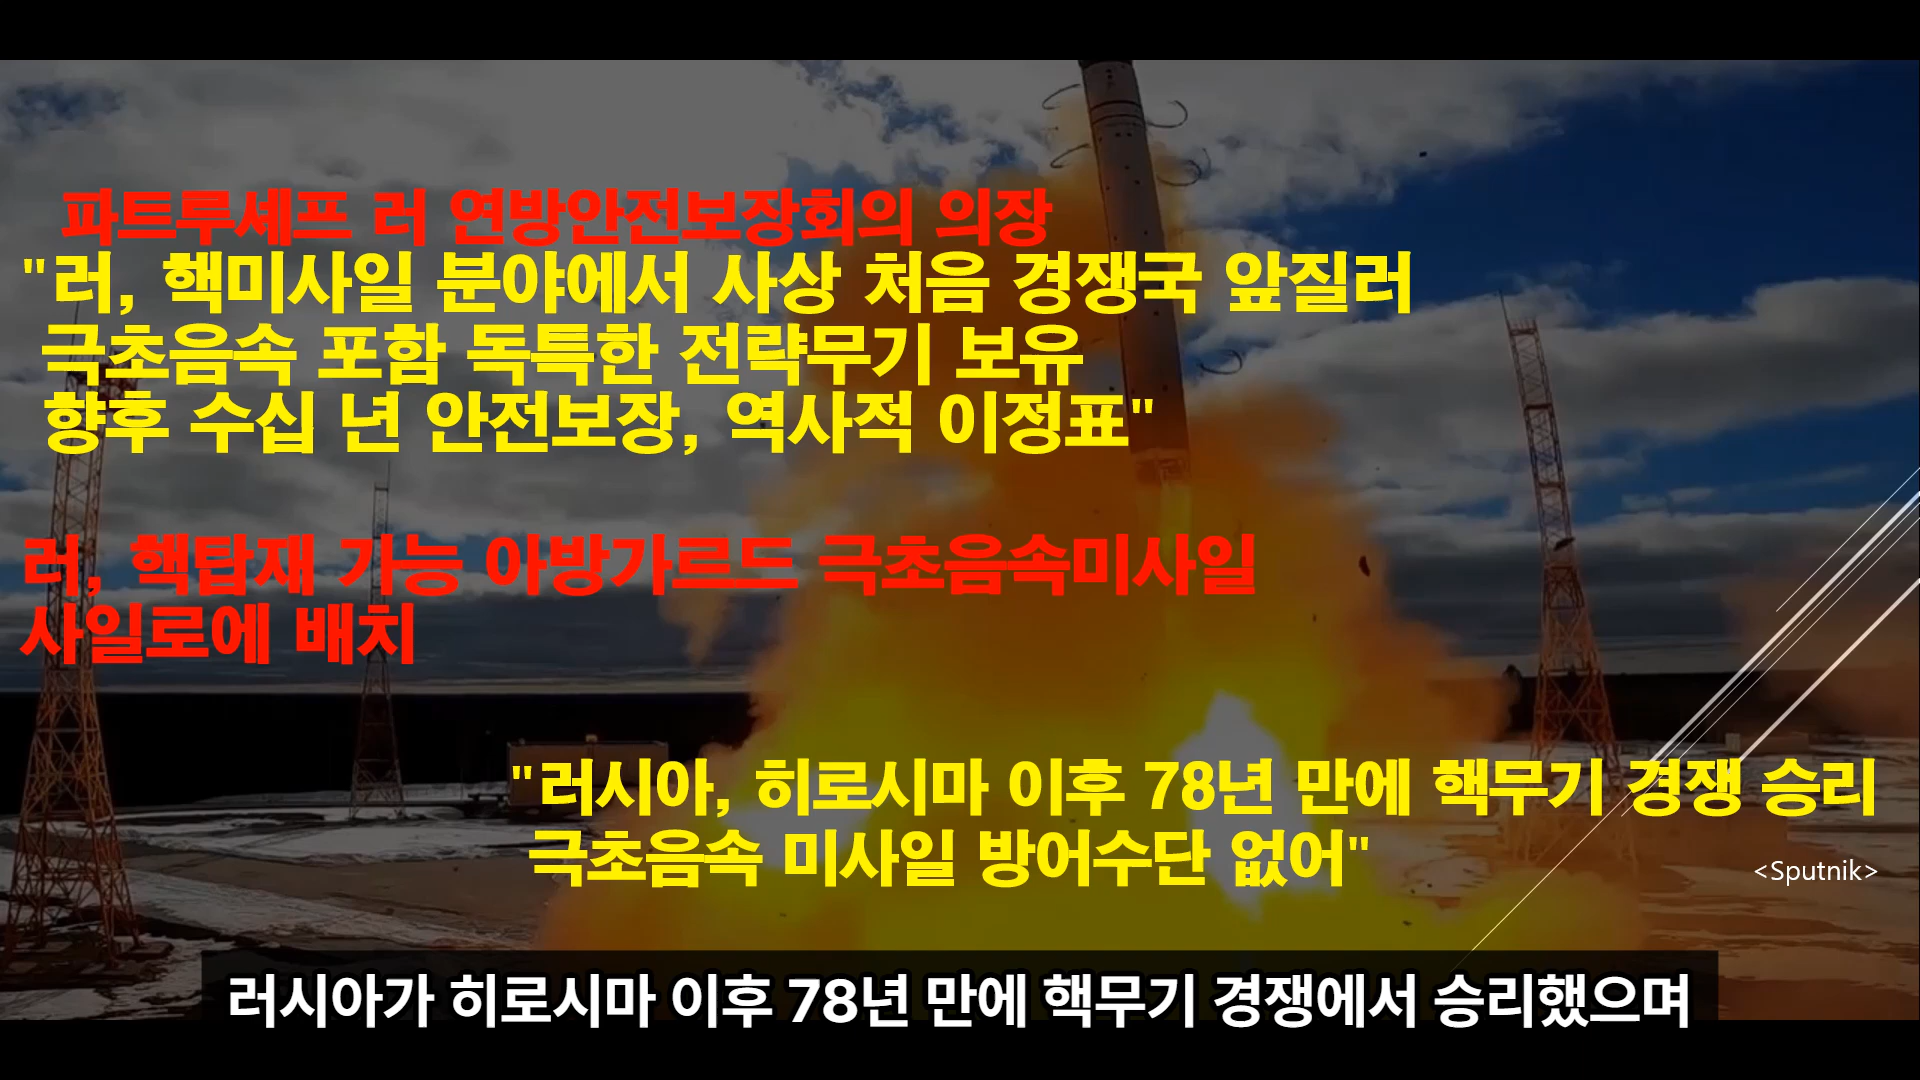 파트루셰프 러 연방안전보장회의 의장
"러, 핵미사일 분야에서 사상 처음 경쟁국 앞질러
극초음속 포함 독특한 전략무기 보유
향후 수십 년 안전보장, 역사적 이정표"
러, 핵탑재 가능 아방가르드 극초음속미사일
사일로에 배치
"러시아, 히로시마 이후 78년 만에 핵무기 경쟁 승리
극초음속 미사일 방어수단 없어"
<Sputnik>
러시아가 히로시마 이후 78년 만에 핵무기 경쟁에서 승리했으며